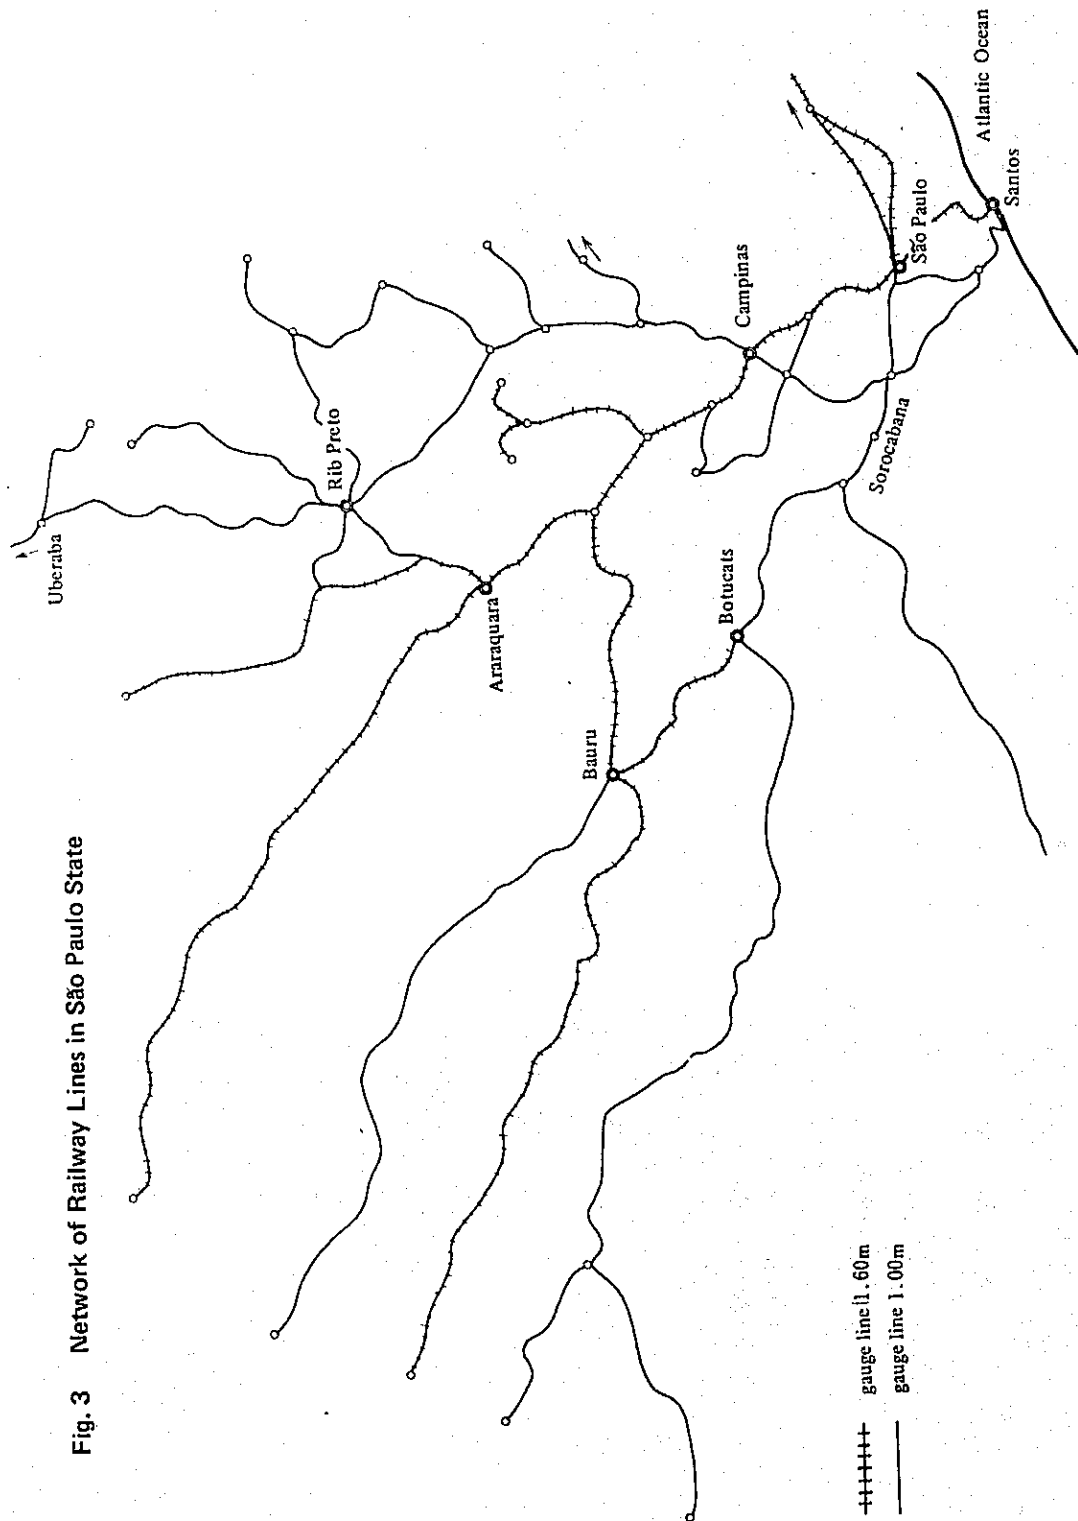 Fig. 3 Network of Railway Lines in São Paulo State
Uberaba
Rib Preto
Araraquara
Campinas
Bauru
Botucats
São Paulo
Sorocabana
Santos
Atlantic Ocean
gauge line 1.60m
gauge line 1.00m